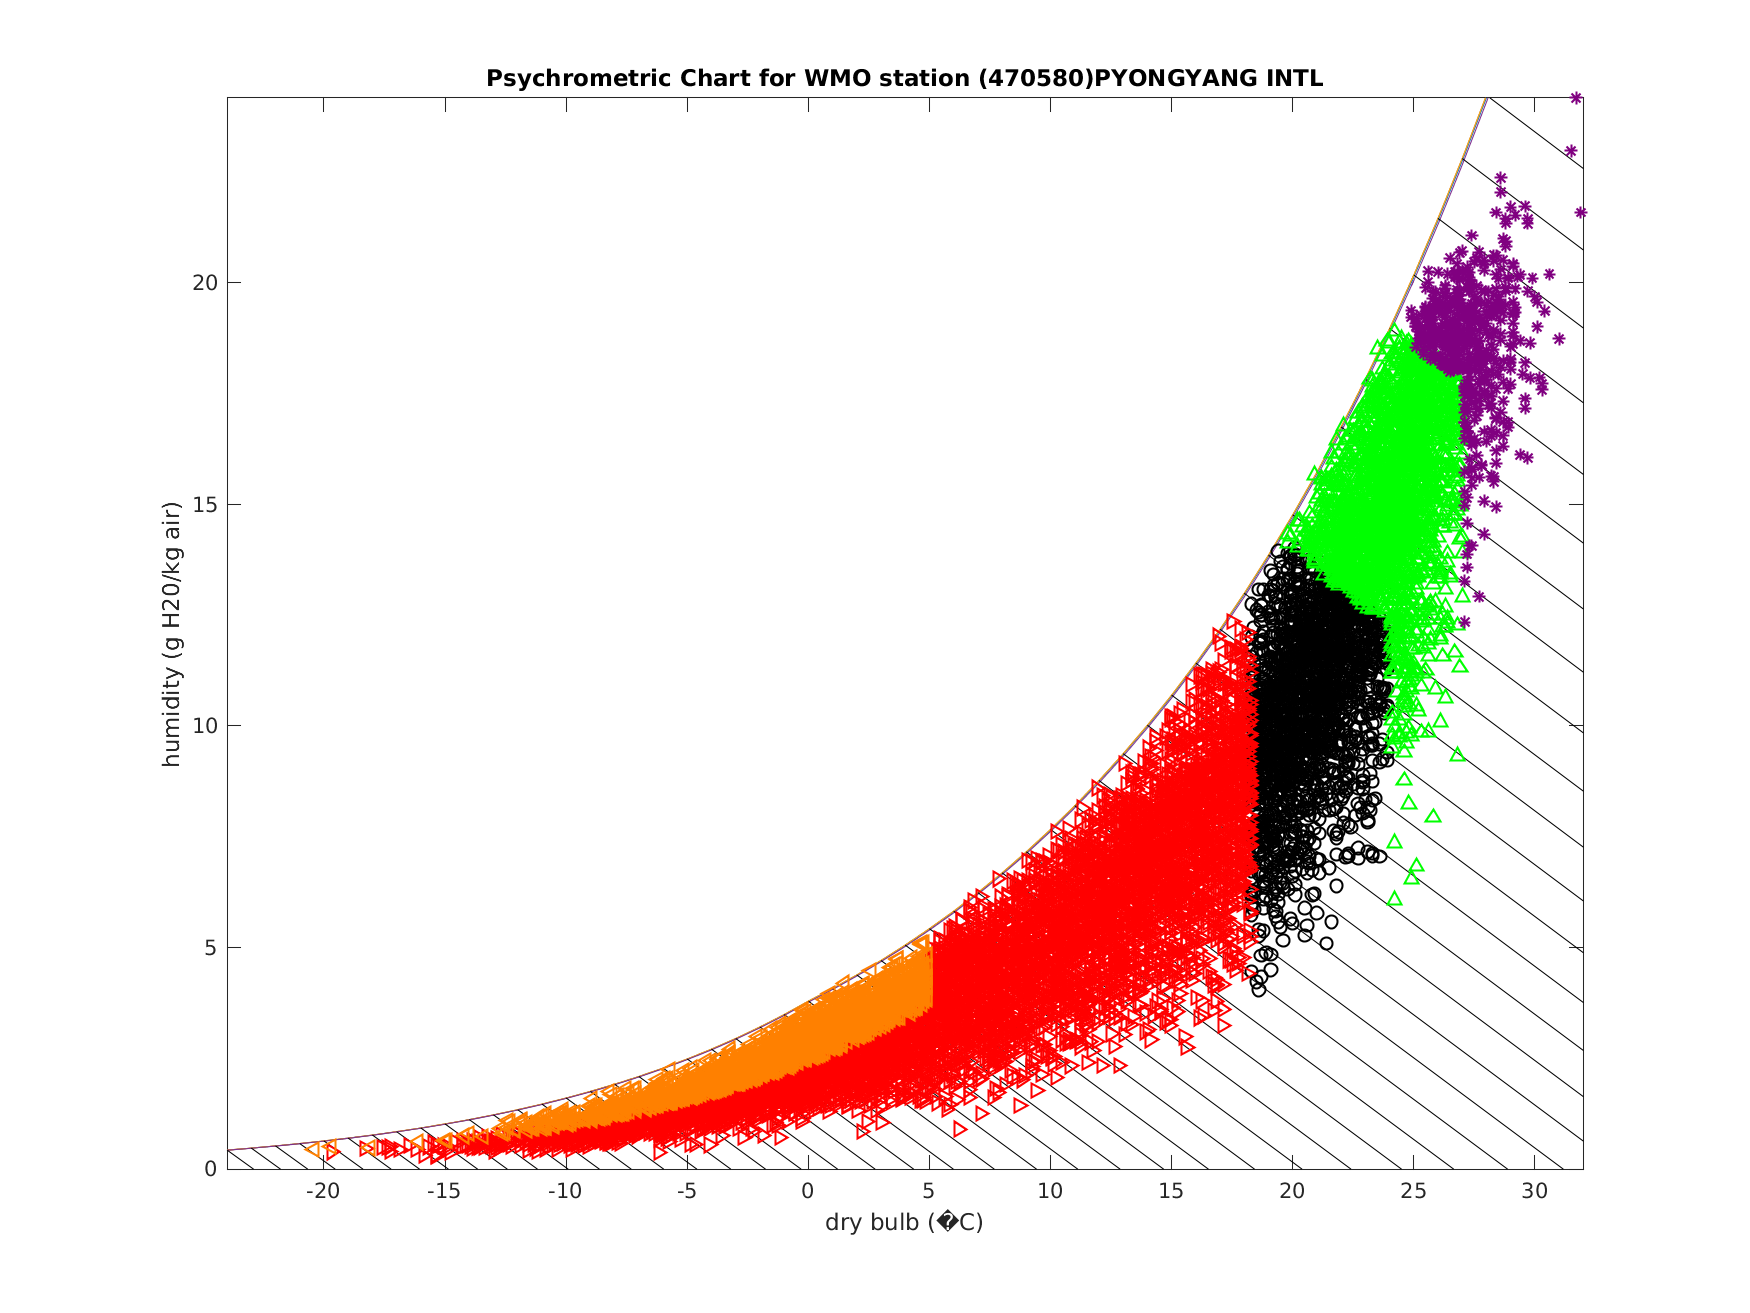 Psychrometric Chart for WMO station (470580)PYONGYANG INTL
20
15
10
5
0
humidity (g H20/kg air)
-20 -15 -10 -5 0 5 10 15 20 25 30
dry bulb (�C)